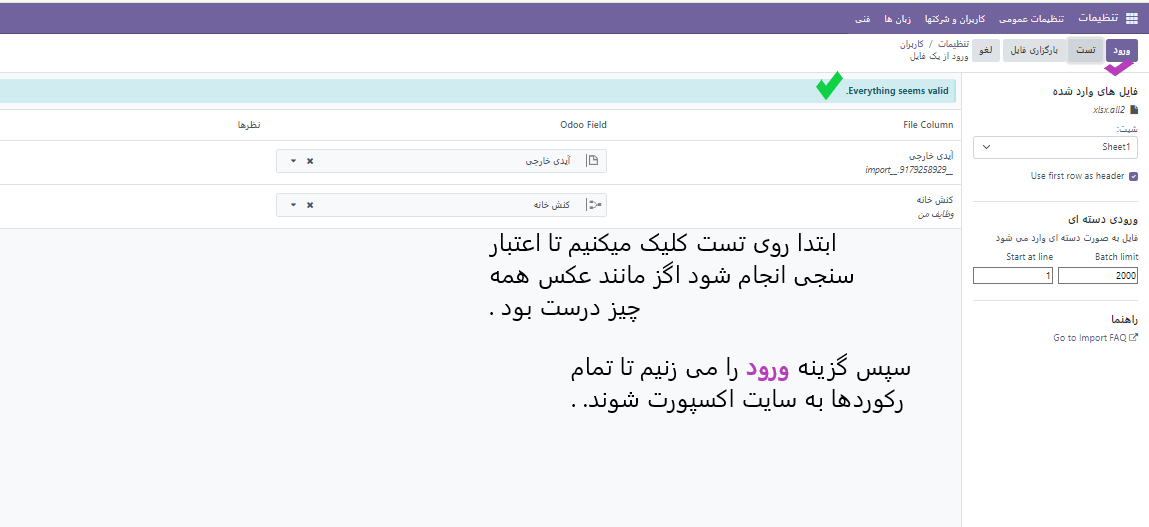 تنظیمات تنظیمات عمومی کاربران و شرکتها زبان ها فنی
ورود تست بارگزاری فایل لغو
تنظیمات / کاربران
ورود از یک فایل
فایل های وارد شده
xlsx.all2
شیت:
Sheet1
Use first row as header
ورودی دسته ای
فایل به صورت دسته ای وارد می شود
Batch limit Start at line
2000 1
راهنما
Go to Import FAQ
.Everything seems valid
File Column Odoo Field نظرها
آیدی خارجی آیدی خارجی
import__.9179258929__
کنش خانه کنش خانه
وظایف من
ابتدا روی تست کلیک میکنیم تا اعتبار
سنجی انجام شود اگز مانند عکس همه
چیز درست بود .
سپس گزینه ورود را می زنیم تا تمام
رکوردها به سایت اکسپورت شوند. .